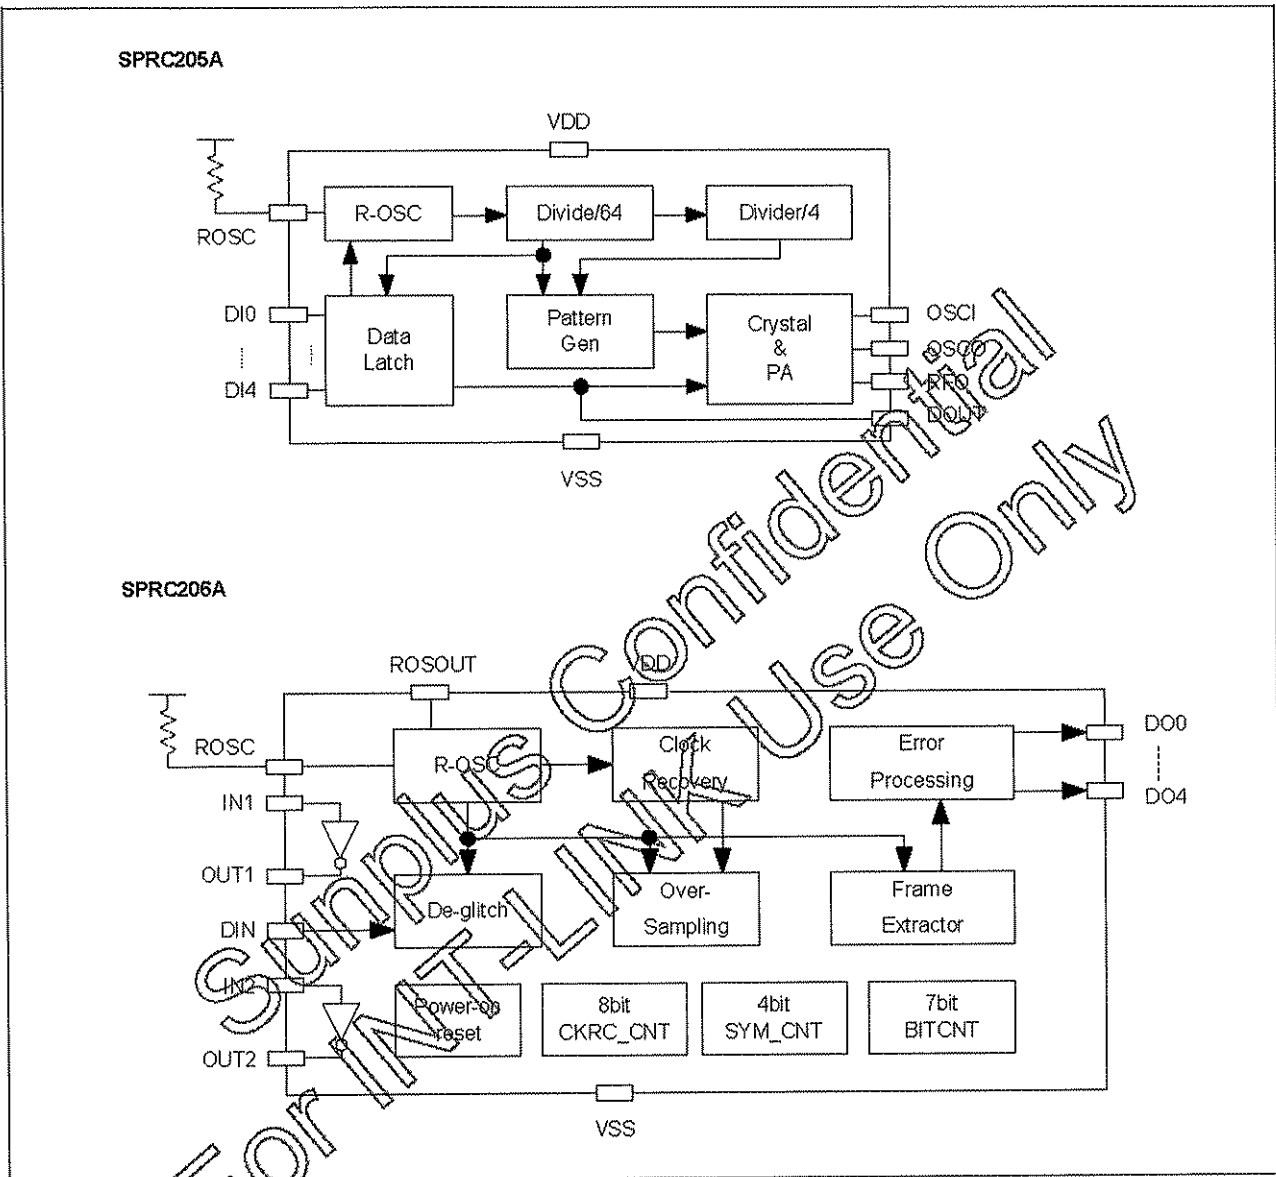 SPRC205A
VDD
R-OSC
Divide/64
Divider/4
ROSC
DI0
DI4
Data
Latch
Pattern
Gen
Crystal
&
PA
OSCI
OSCO
RFO
DOUT
VSS
SPRC206A
ROSOUT
VDD
ROSC
R-OSC
Clock
Recovery
Error
Processing
DO0
DO4
IN1
OUT1
DIN
De-glitch
Over-
Sampling
Frame
Extractor
IN2
OUT2
Power-on
reset
8bit
CKRC_CNT
4bit
SYM_CNT
7bit
BITCNT
VSS
Sunplus Confidential
For INT-LINK Use Only